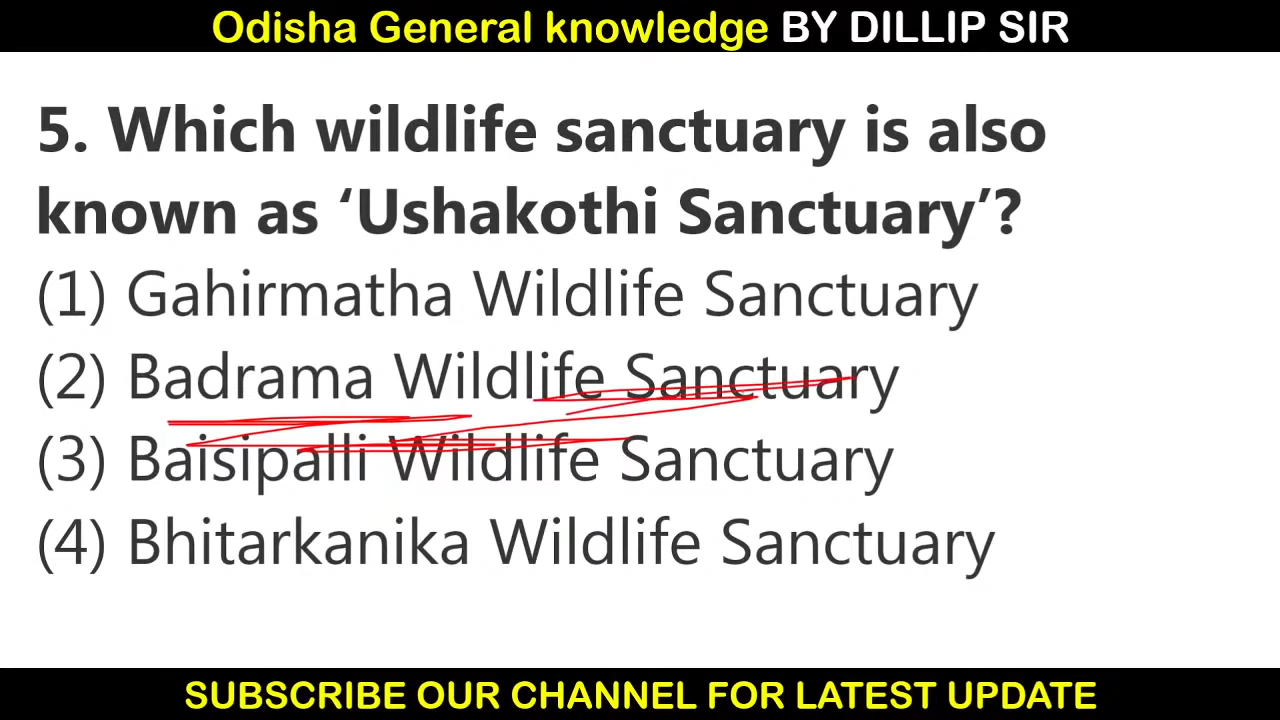 Odisha General knowledge BY DILLIP SIR
5. Which wildlife sanctuary is also
known as ‘Ushakothi Sanctuary’?
(1) Gahirmatha Wildlife Sanctuary
(2) Badrama Wildlife Sanctuary
(3) Baisipalli Wildlife Sanctuary
(4) Bhitarkanika Wildlife Sanctuary
SUBSCRIBE OUR CHANNEL FOR LATEST UPDATE